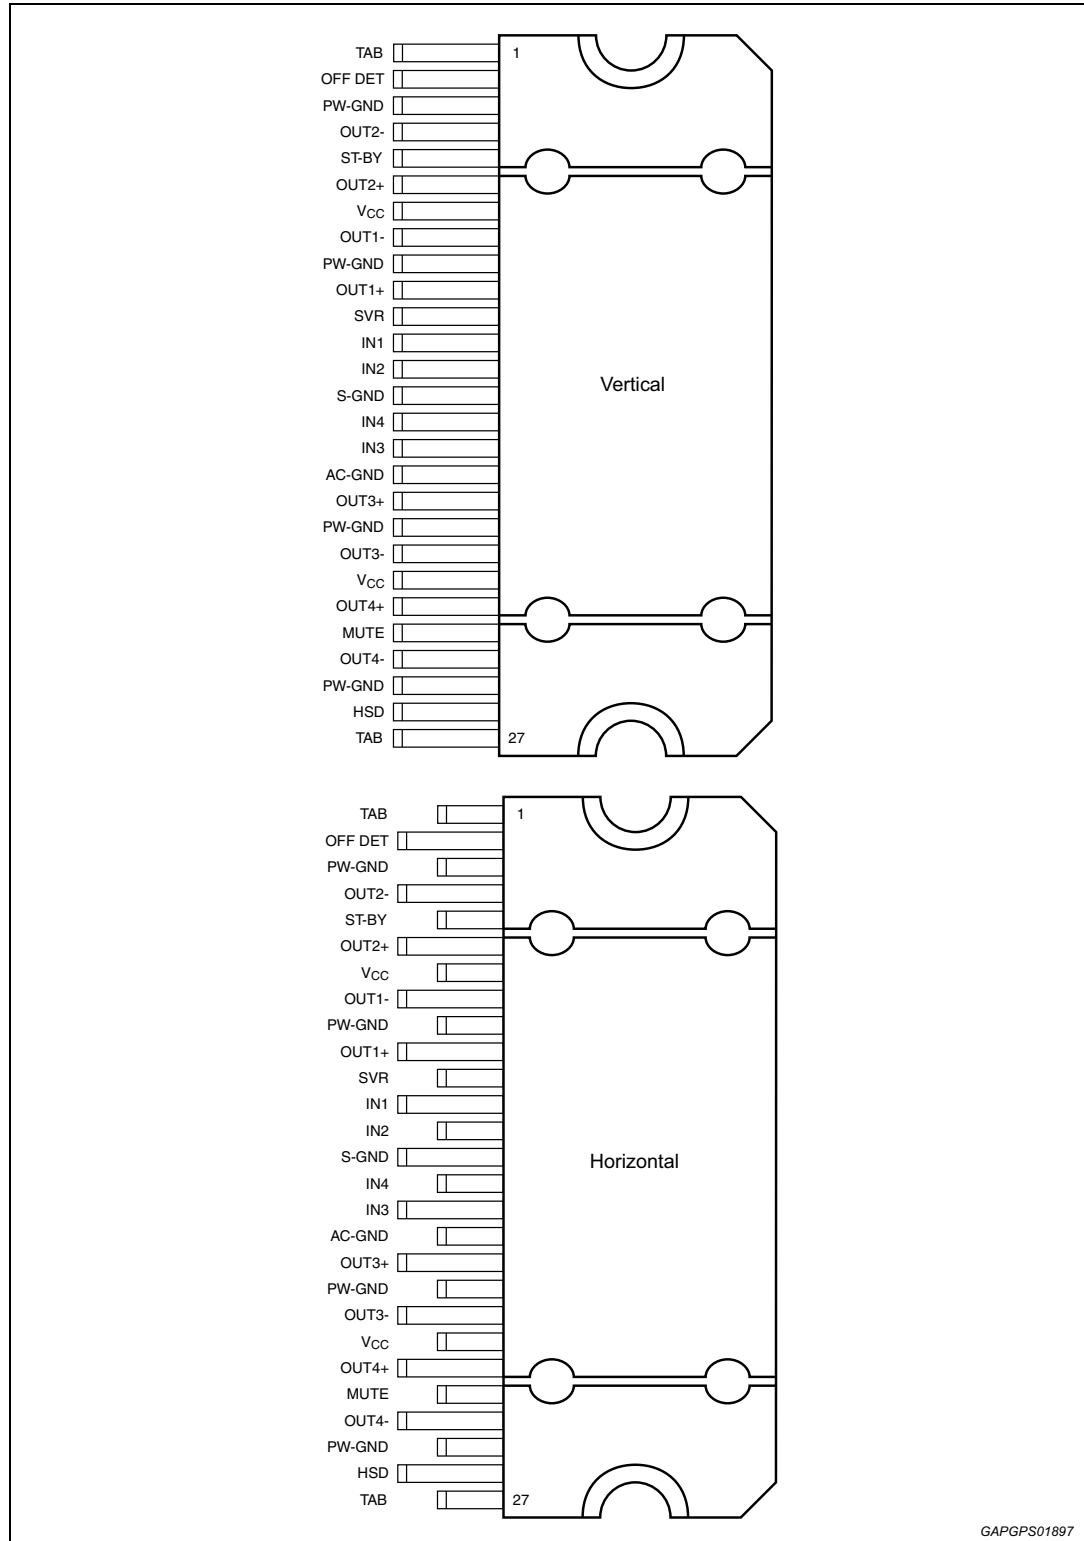 TAB 1
OFF DET
PW-GND
OUT2-
ST-BY
OUT2+
VCC
OUT1-
PW-GND
OUT1+
SVR
IN1
IN2
S-GND
IN4
IN3
AC-GND
OUT3+
PW-GND
OUT3-
VCC
OUT4+
MUTE
OUT4-
PW-GND
HSD
TAB 27
Vertical
TAB 1
OFF DET
PW-GND
OUT2-
ST-BY
OUT2+
VCC
OUT1-
PW-GND
OUT1+
SVR
IN1
IN2
S-GND
IN4
IN3
AC-GND
OUT3+
PW-GND
OUT3-
VCC
OUT4+
MUTE
OUT4-
PW-GND
HSD
TAB 27
Horizontal
GAPGPS01897